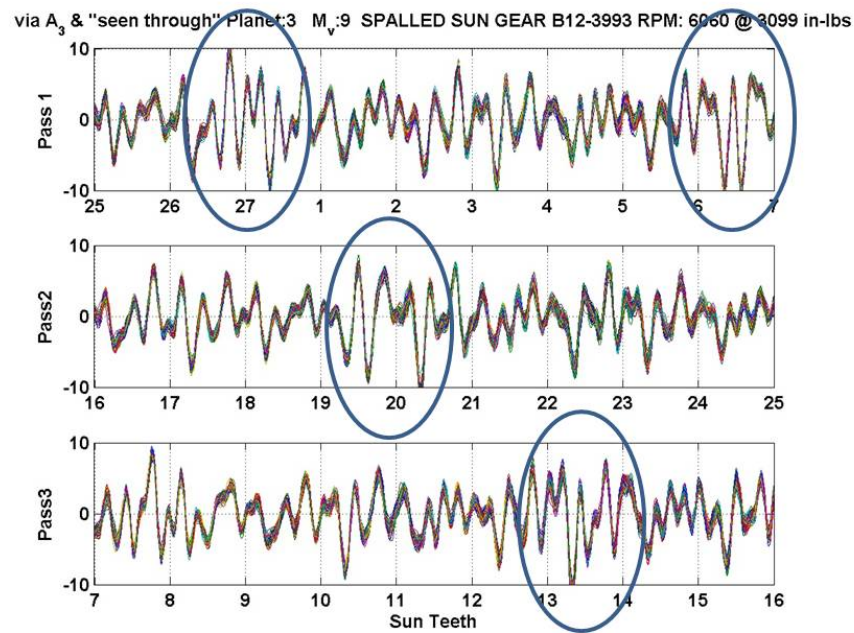 via A3 & "seen through" Planet:3 Mv:9 SPALLED SUN GEAR B12-3993 RPM: 6060 @ 3099 in-lbs
10
Pass 1
0
-10
25 26 27 1 2 3 4 5 6 7
10
Pass2
0
-10
16 17 18 19 20 21 22 23 24 25
10
Pass3
0
-10
7 8 9 10 11 12 13 14 15 16
Sun Teeth